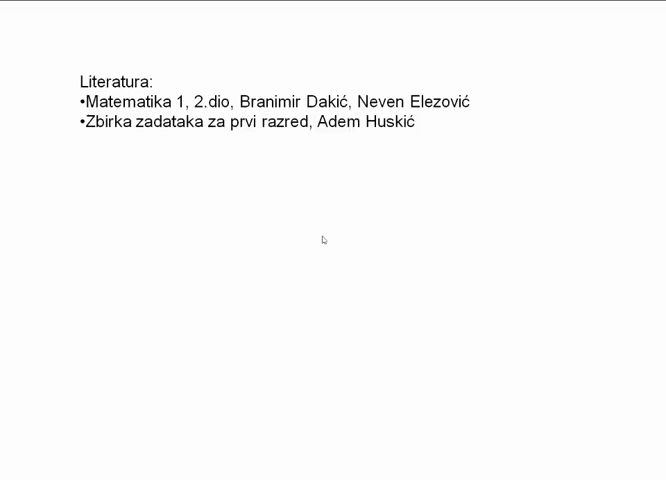 Literatura:
•Matematika 1, 2.dio, Branimir Dakić, Neven Elezović
•Zbirka zadataka za prvi razred, Adem Huskić